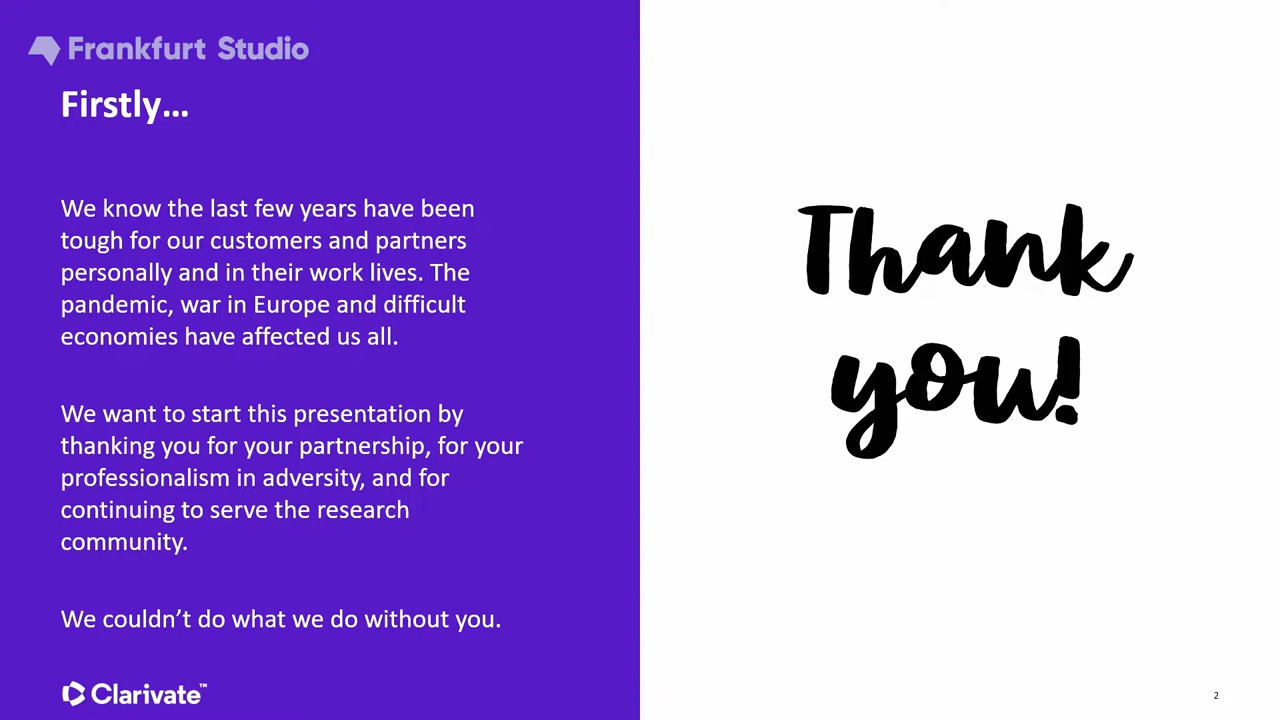 Frankfurt Studio
Firstly…
We know the last few years have been
tough for our customers and partners
personally and in their work lives. The
pandemic, war in Europe and difficult
economies have affected us all.
We want to start this presentation by
thanking you for your partnership, for your
professionalism in adversity, and for
continuing to serve the research
community.
We couldn’t do what we do without you.
Clarivate™
Thank
you!
2